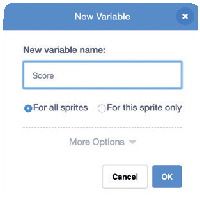 New Variable
New variable name:
Score
For all sprites For this sprite only
More Options
Cancel OK